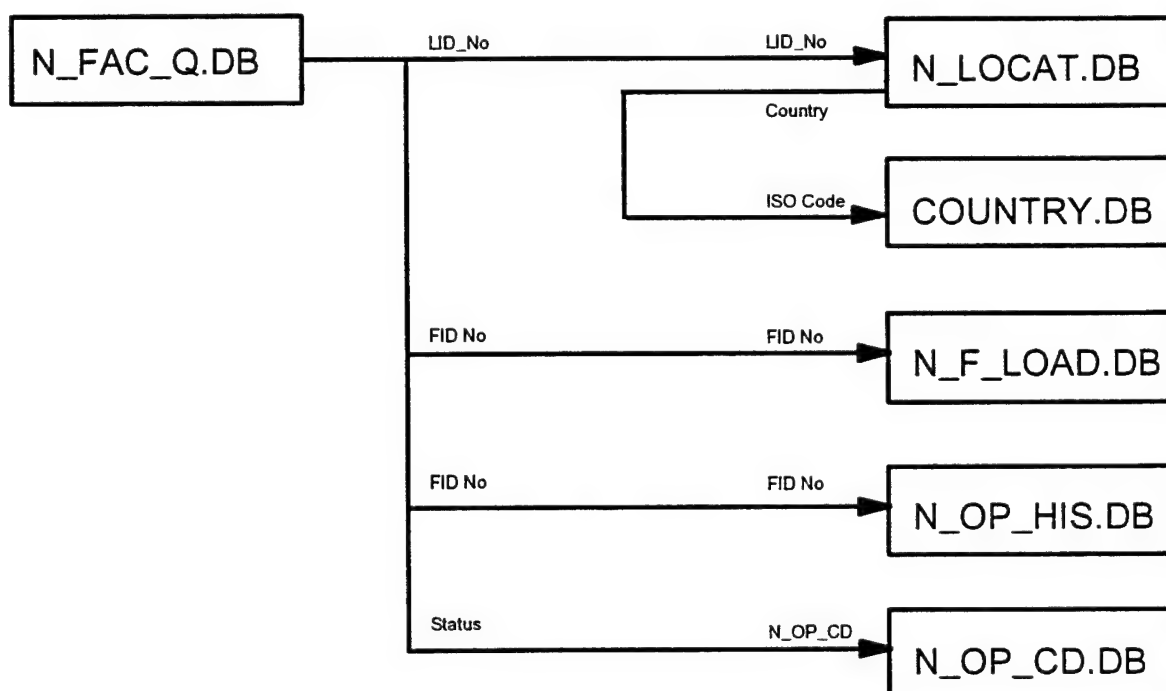 N_FAC_Q.DB
LID_No LID_No
N_LOCAT.DB
Country
ISO Code
COUNTRY.DB
FID No FID No
N_F_LOAD.DB
FID No FID No
N_OP_HIS.DB
Status N_OP_CD
N_OP_CD.DB